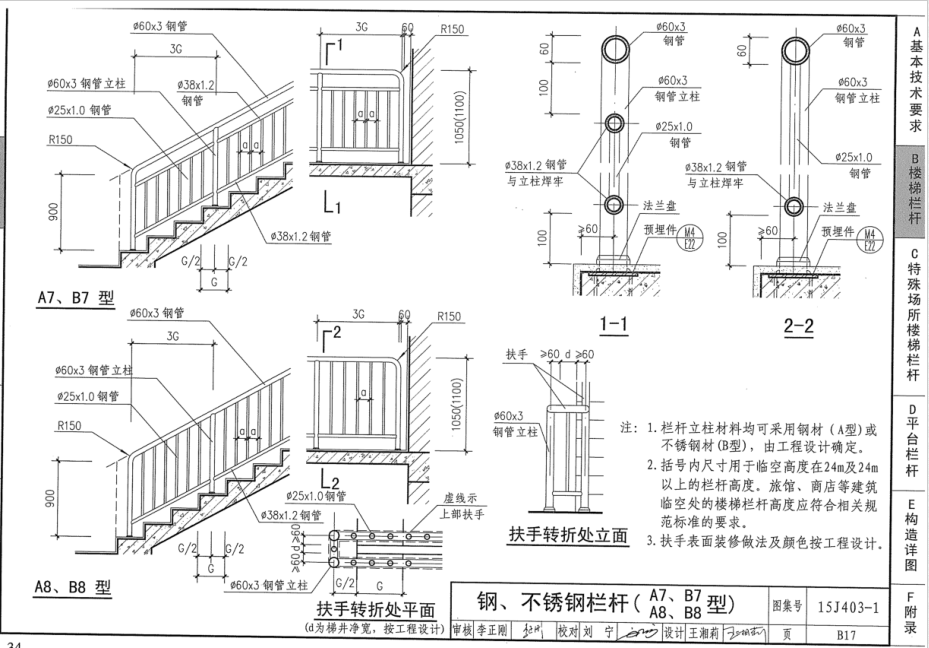 ø60x3 钢管
3G
ø60x3 钢管立柱
ø38x1.2
钢管
ø25x1.0 钢管
R150
900
a a
ø38x1.2 钢管
G/2 G/2
G
A7、B7 型
3G 60
R150
1
a a
1050(1100)
1
ø60x3
钢管
60
100
ø60x3
钢管立柱
ø25x1.0
钢管
ø38x1.2 钢管
与立柱焊牢
法兰盘
≥60
预埋件
M4
E22
100
1-1
ø60x3
钢管
60
ø60x3
钢管立柱
ø25x1.0
钢管
ø38x1.2 钢管
与立柱焊牢
法兰盘
≥60
预埋件
M4
E22
100
2-2
ø60x3 钢管
3G
ø60x3 钢管立柱
ø25x1.0 钢管
R150
900
a a
ø38x1.2 钢管
G/2 G/2
G
A8、B8 型
3G 60
R150
2
a
1050(1100)
2
ø25x1.0 钢管
虚线示
上部扶手
≥60 d ≥60
ø60x3 钢管立柱
G/2 G
扶手转折处平面
(d为梯井净宽，按工程设计)
扶手 ≥60 d ≥60
ø60x3
钢管立柱
扶手转折处立面
注：1.栏杆立柱材料均可采用钢材（A型)或
不锈钢材(B型)，由工程设计确定。
2.括号内尺寸用于临空高度在24m及24m
以上的栏杆高度。旅馆、商店等建筑
临空处的楼梯栏杆高度应符合相关规
范标准的要求。
3.扶手表面装修做法及颜色按工程设计。
钢、不锈钢栏杆(A7、B7 A8、B8型)
图集号 15J403-1
审核 李正刚 校对 刘宁 设计 王湘莉 页 B17
A基本技术要求
B楼梯栏杆
C特殊场所楼梯栏杆
D平台栏杆
E构造详图
F附录
34